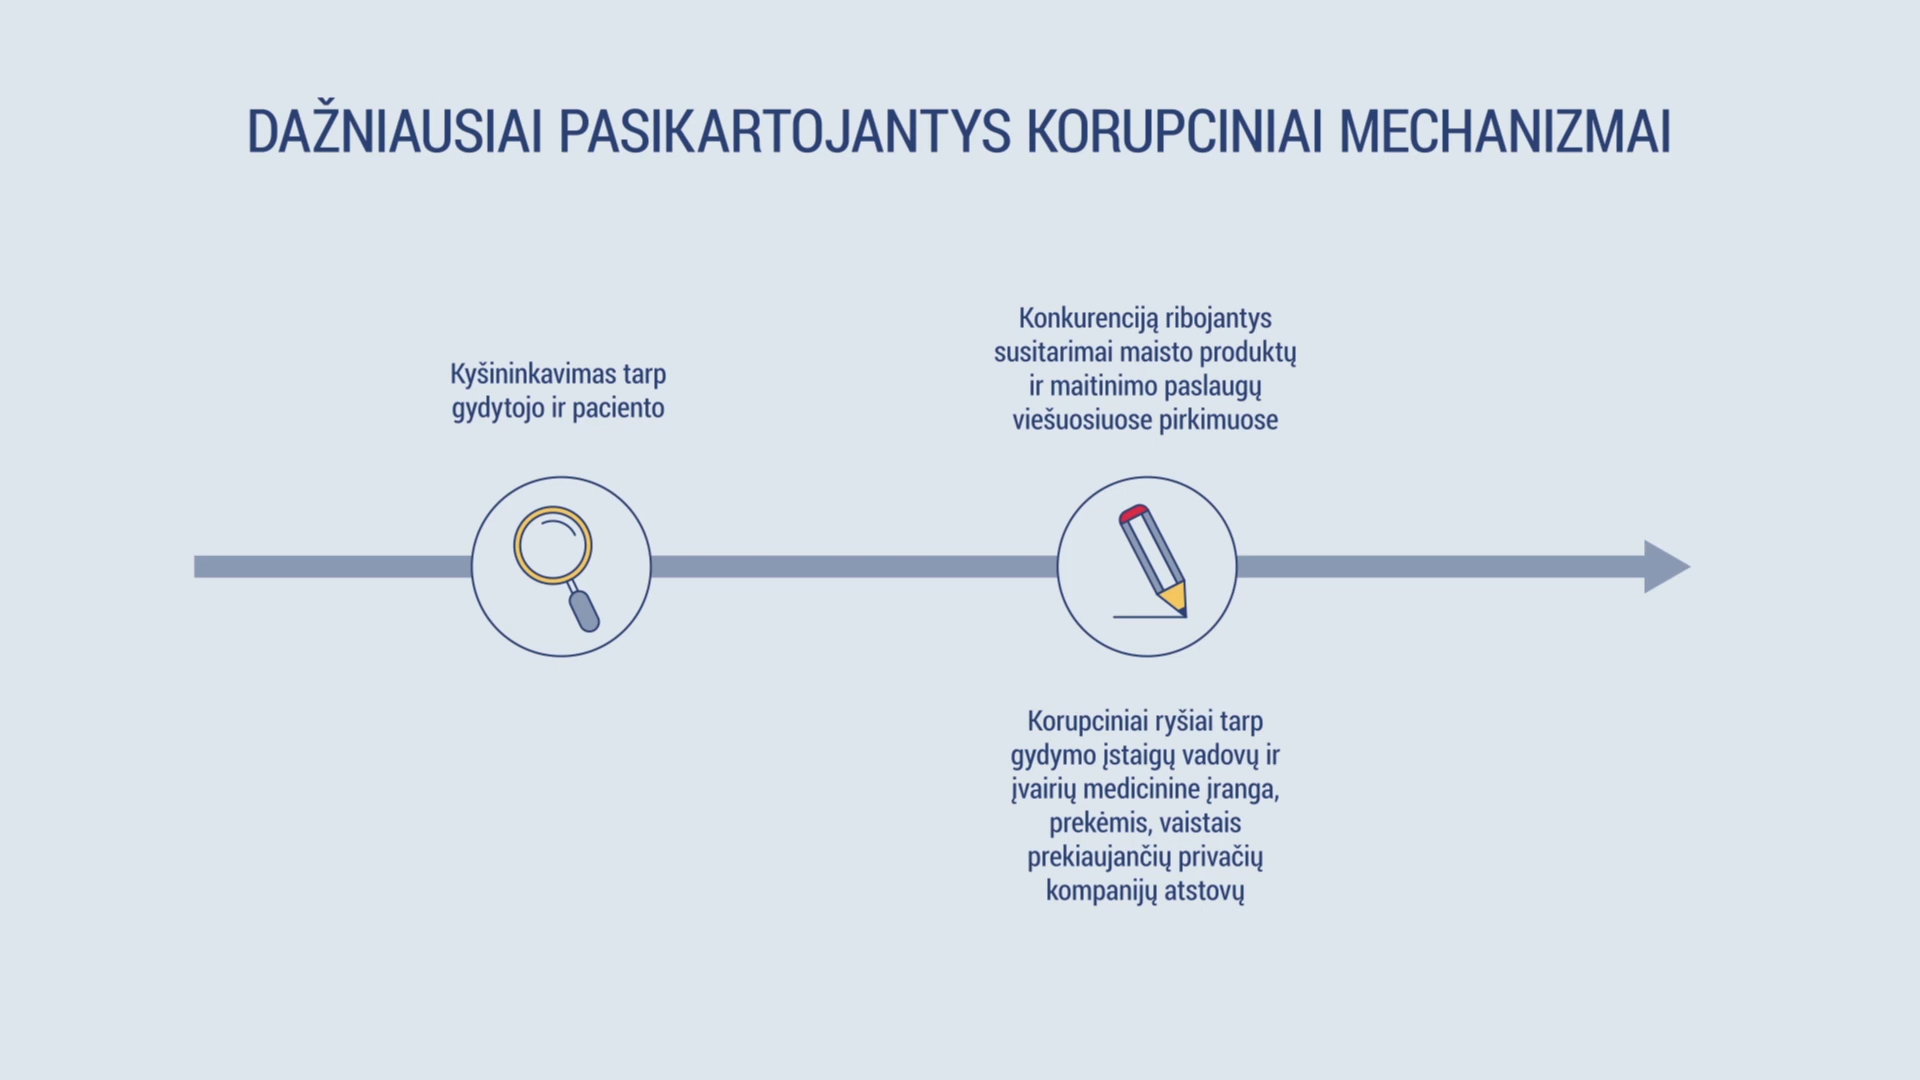 DAŽNIAUSIAI PASIKARTOJANTYS KORUPCINIAI MECHANIZMAI
Kyšininkavimas tarp
gydytojo ir paciento
Konkurenciją ribojantys
susitarimai maisto produktų
ir maitinimo paslaugų
viešuosiuose pirkimuose
Korupciniai ryšiai tarp
gydymo įstaigų vadovų ir
įvairių medicinine įranga,
prekėmis, vaistais
prekiaujančių privačių
kompanijų atstovų